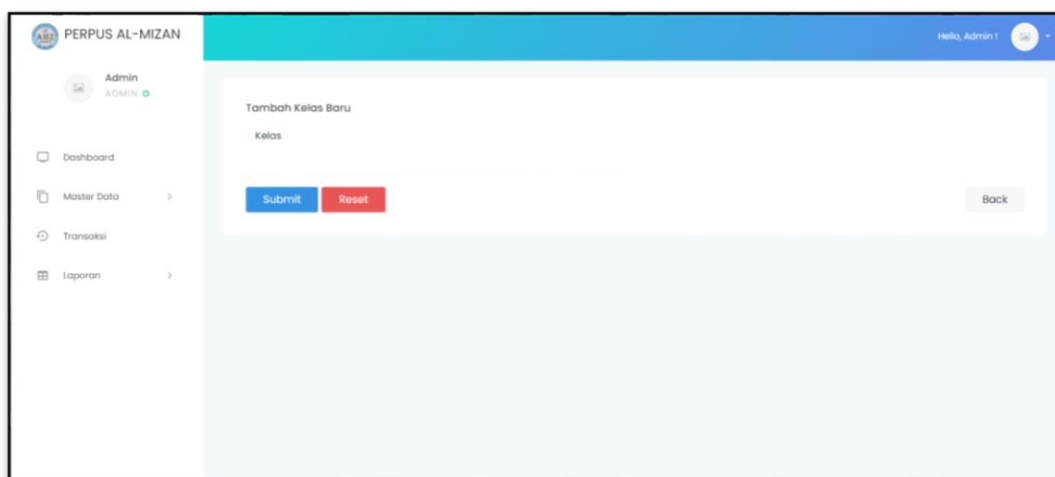 PERPUS AL-MIZAN
Hello, Admin !
Admin
ADMIN
Dashboard
Master Data
Transaksi
Laporan
Tambah Kelas Baru
Kelas
Submit
Reset
Back